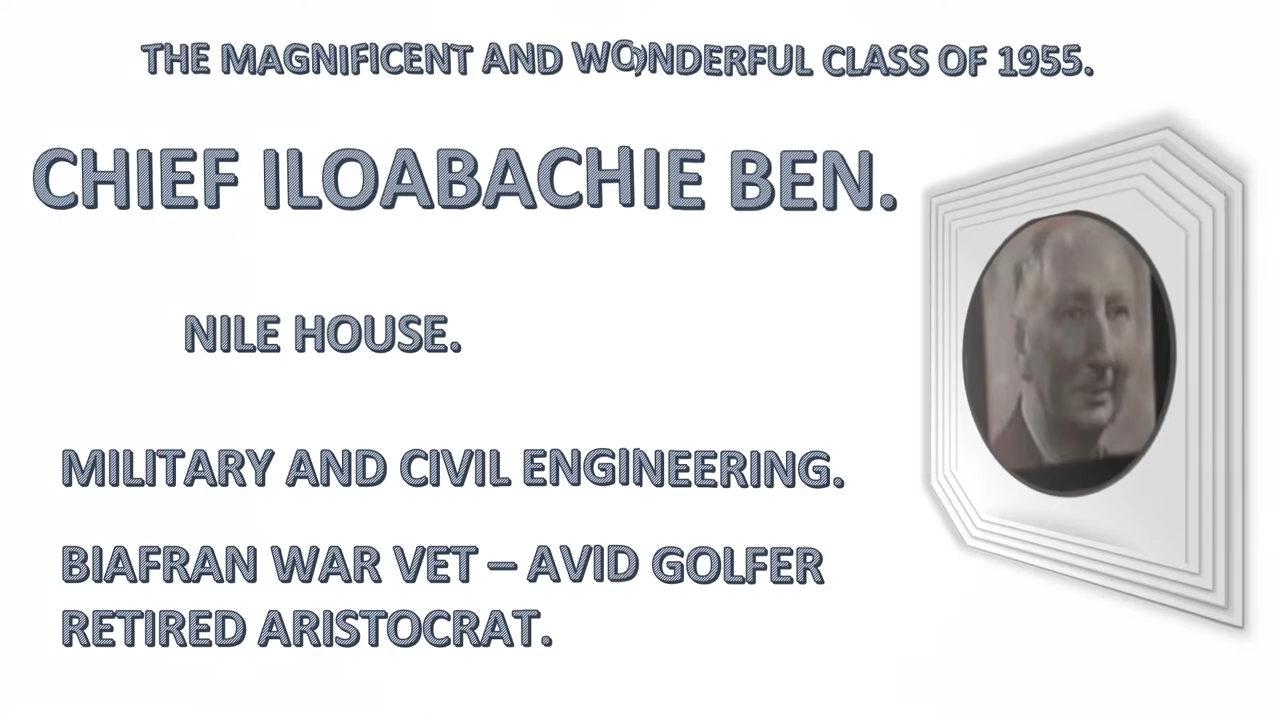 THE MAGNIFICENT AND WONDERFUL CLASS OF 1955.
CHIEF ILOABACHIE BEN.
NILE HOUSE.
MILITARY AND CIVIL ENGINEERING.
BIAFRAN WAR VET – AVID GOLFER
RETIRED ARISTOCRAT.